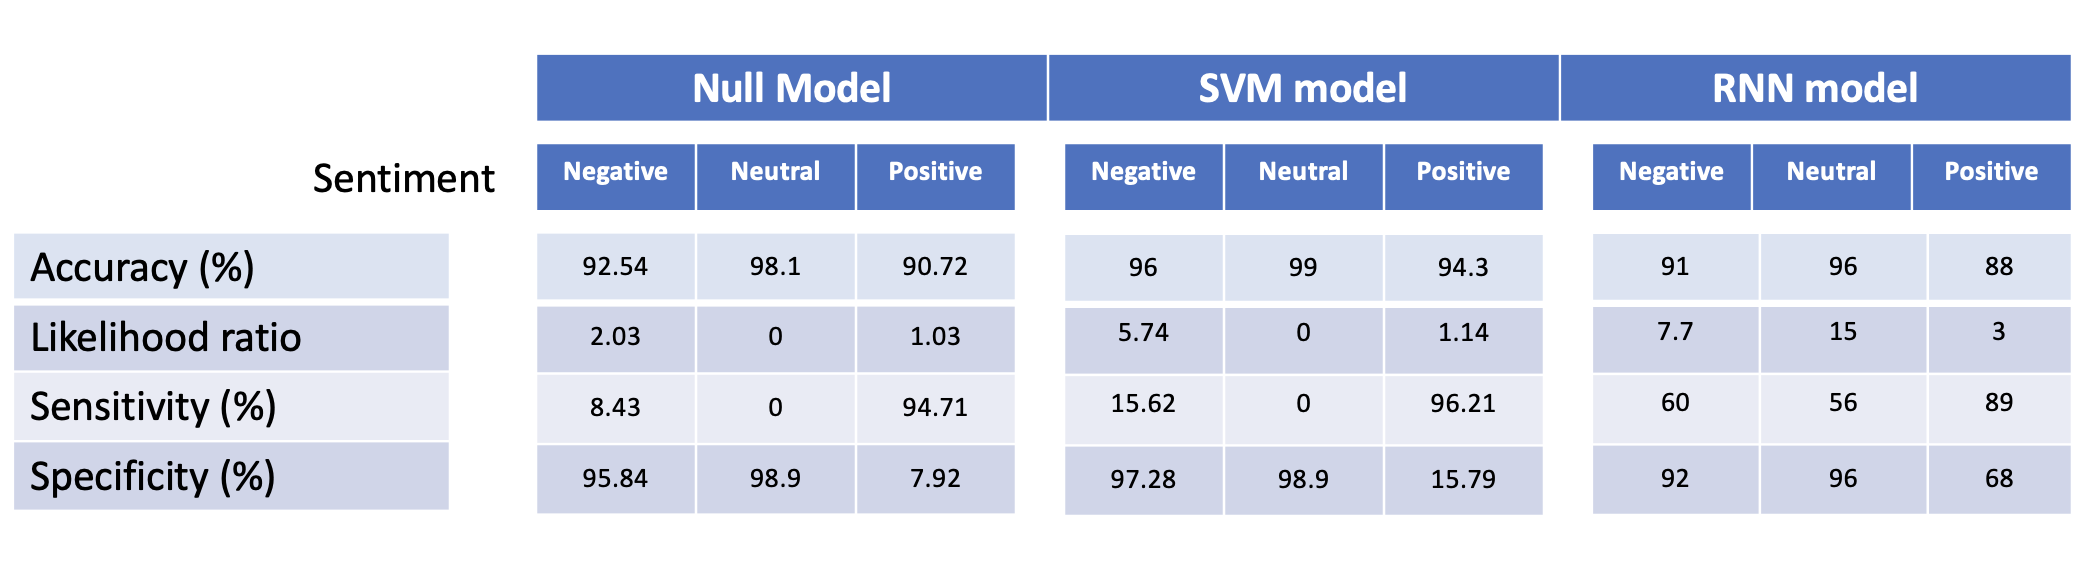 Null Model SVM model RNN model
Sentiment Negative Neutral Positive Negative Neutral Positive Negative Neutral Positive
Accuracy (%) 92.54 98.1 90.72 96 99 94.3 91 96 88
Likelihood ratio 2.03 0 1.03 5.74 0 1.14 7.7 15 3
Sensitivity (%) 8.43 0 94.71 15.62 0 96.21 60 56 89
Specificity (%) 95.84 98.9 7.92 97.28 98.9 15.79 92 96 68